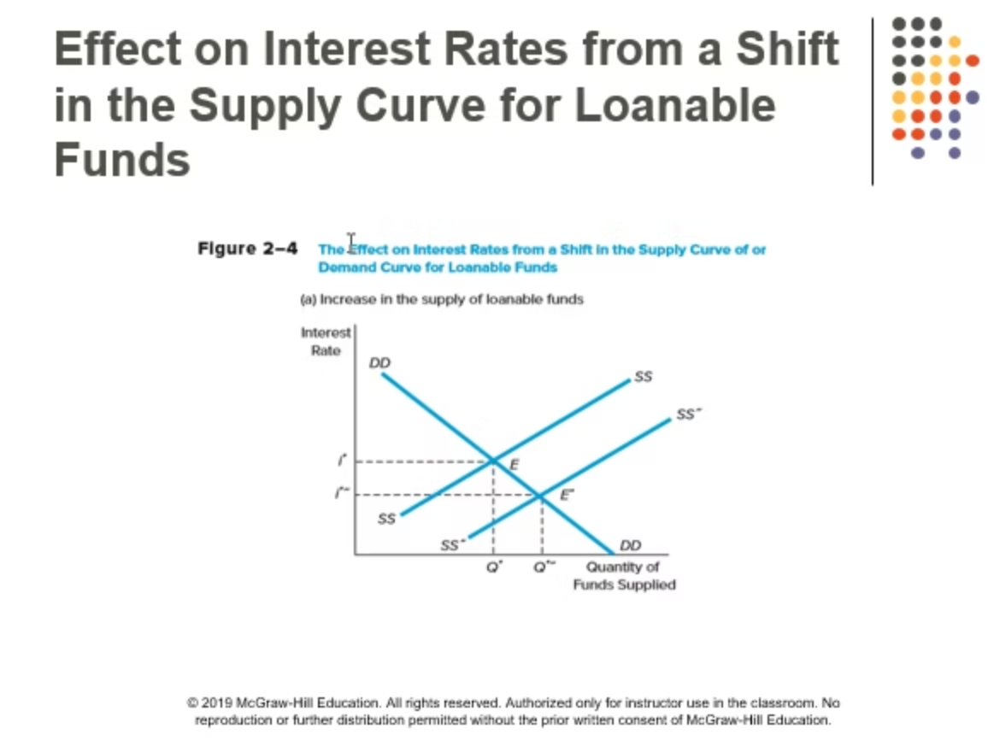 Effect on Interest Rates from a Shift
in the Supply Curve for Loanable
Funds
Figure 2–4 The Effect on Interest Rates from a Shift in the Supply Curve of or
Demand Curve for Loanable Funds
(a) Increase in the supply of loanable funds
Interest
Rate
DD
SS
SS"
i*
E
i*"
E'
SS
SS"
DD
Q*
Q*"
Quantity of
Funds Supplied
© 2019 McGraw-Hill Education. All rights reserved. Authorized only for instructor use in the classroom. No
reproduction or further distribution permitted without the prior written consent of McGraw-Hill Education.